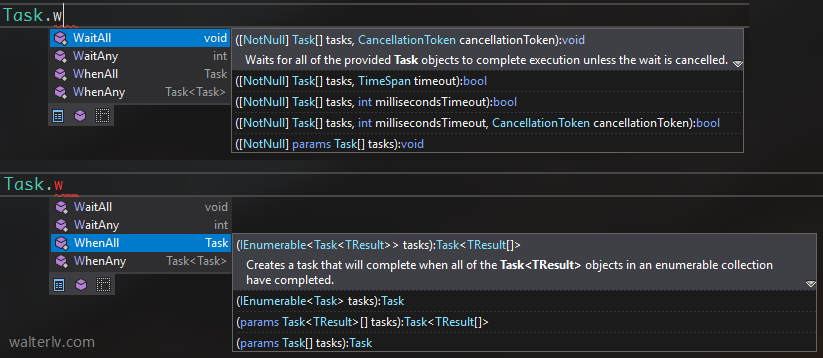 Task.w
WaitAll void
WaitAny int
WhenAll Task
WhenAny Task<Task>
([NotNull] Task[] tasks, CancellationToken cancellationToken):void
Waits for all of the provided Task objects to complete execution unless the wait is cancelled.
([NotNull] Task[] tasks, TimeSpan timeout):bool
([NotNull] Task[] tasks, int millisecondsTimeout):bool
([NotNull] Task[] tasks, int millisecondsTimeout, CancellationToken cancellationToken):bool
([NotNull] params Task[] tasks):void
Task.w
WaitAll void
WaitAny int
WhenAll Task
WhenAny Task<Task>
(IEnumerable<Task<TResult>> tasks):Task<TResult[]>
Creates a task that will complete when all of the Task<TResult> objects in an enumerable collection
have completed.
(IEnumerable<Task> tasks):Task
(params Task<TResult>[] tasks):Task<TResult[]>
(params Task[] tasks):Task
walterlv.com